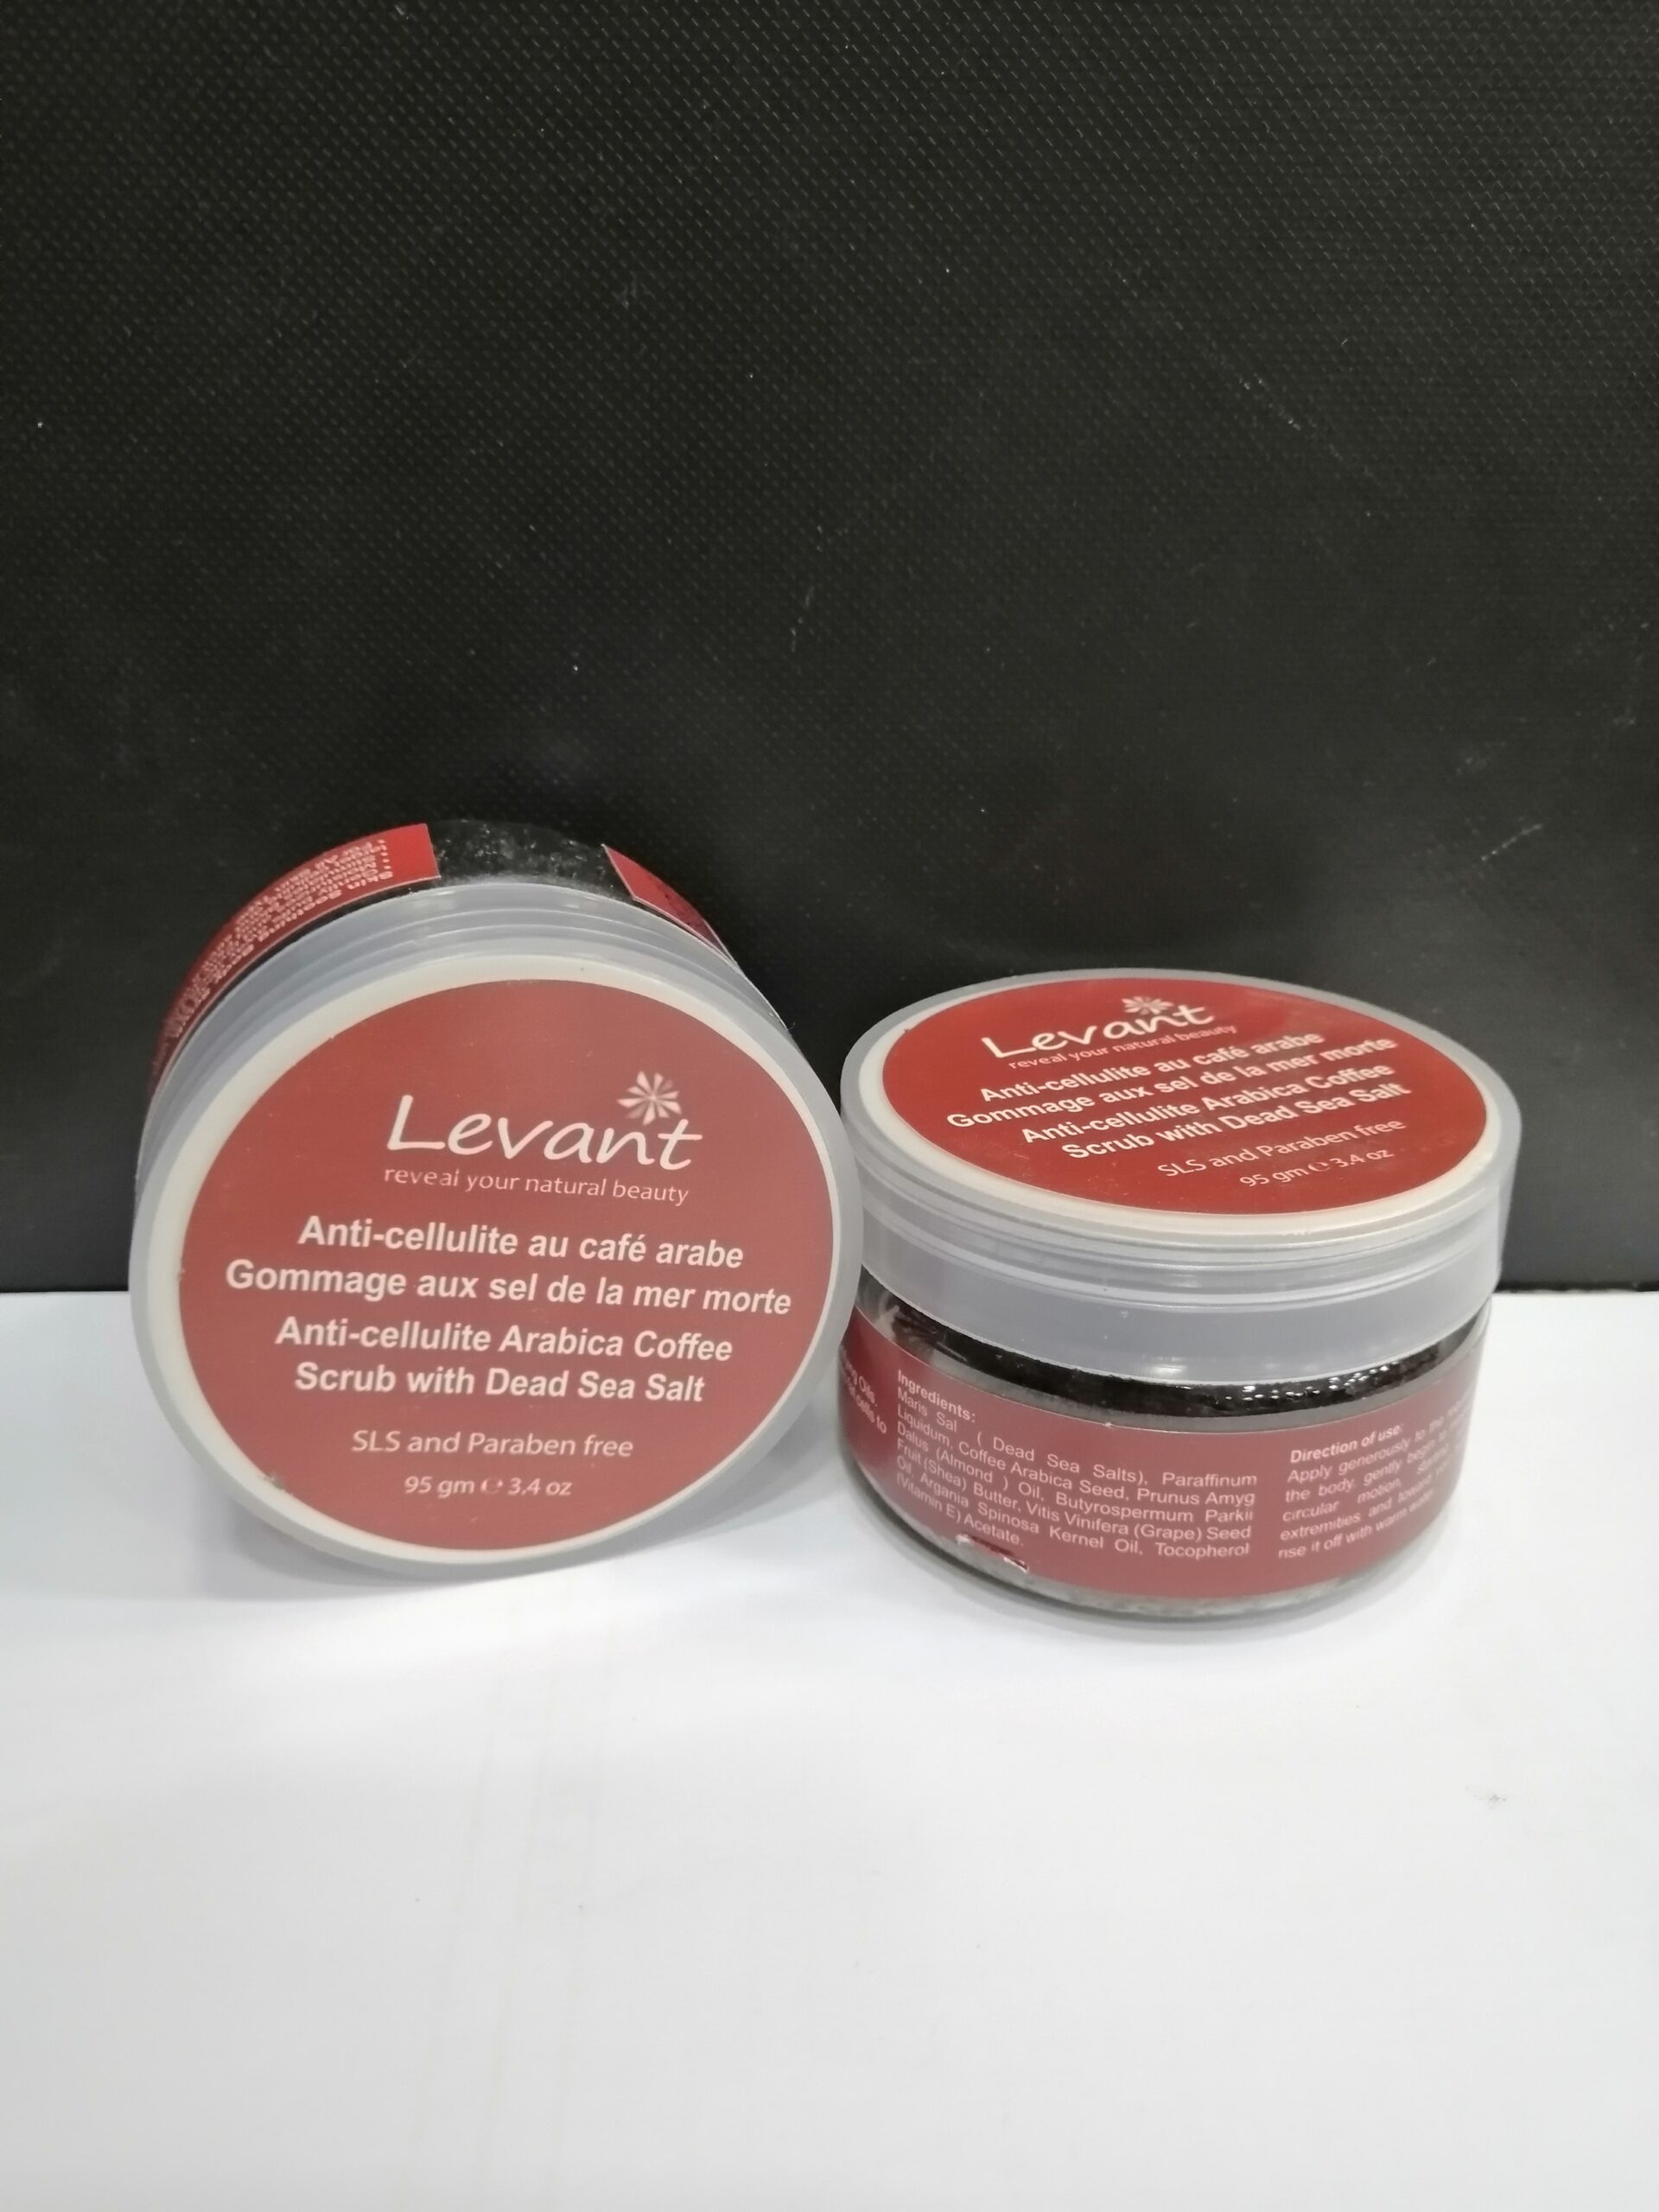 Levant
reveal your natural beauty
Anti-cellulite au café arabe
Gommage aux sel de la mer morte
Anti-cellulite Arabica Coffee
Scrub with Dead Sea Salt
SLS and Paraben free
95 gm ℮ 3.4 oz
Levant
reveal your natural beauty
Anti-cellulite au café arabe
Gommage aux sel de la mer morte
Anti-cellulite Arabica Coffee
Scrub with Dead Sea Salt
SLS and Paraben free
95 gm ℮ 3.4 oz
Oils.
cells to
Ingredients:
Maris Sal ( Dead Sea Salts), Paraffinum
Liquidum, Coffee Arabica Seed, Prunus Amyg
Dalus (Almond ) Oil, Butyrospermum Parkii
Fruit (Shea) Butter, Vitis Vinifera (Grape) Seed
Oil, Argania Spinosa Kernel Oil, Tocopherol
(Vitamin E) Acetate.
Direction of use:
Apply generously to the
the body, gently begin
circular motion,
extremities and
rise it off with warm water.